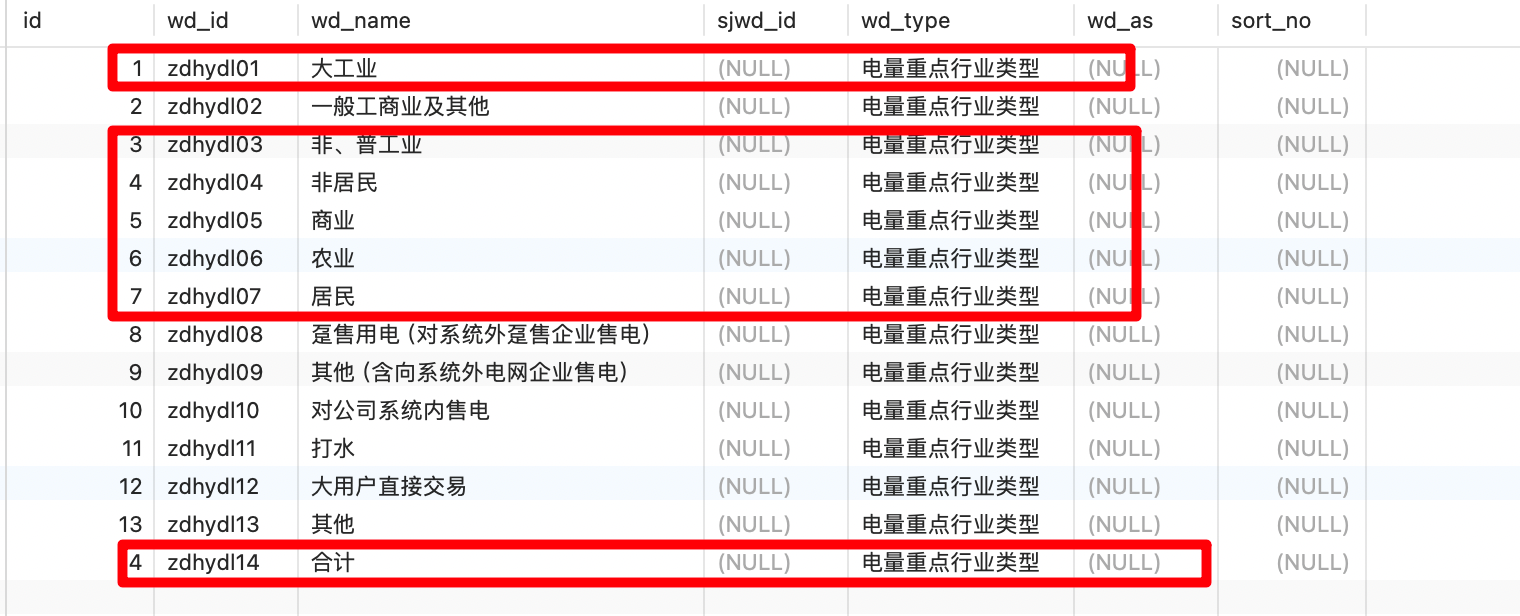 id wd_id wd_name sjwd_id wd_type wd_as sort_no
1 zdhydl01 大工业 (NULL) 电量重点行业类型 (NULL) (NULL)
2 zdhydl02 一般工商业及其他 (NULL) 电量重点行业类型 (NULL) (NULL)
3 zdhydl03 非、普工业 (NULL) 电量重点行业类型 (NULL) (NULL)
4 zdhydl04 非居民 (NULL) 电量重点行业类型 (NULL) (NULL)
5 zdhydl05 商业 (NULL) 电量重点行业类型 (NULL) (NULL)
6 zdhydl06 农业 (NULL) 电量重点行业类型 (NULL) (NULL)
7 zdhydl07 居民 (NULL) 电量重点行业类型 (NULL) (NULL)
8 zdhydl08 趸售用电（对系统外趸售企业售电） (NULL) 电量重点行业类型 (NULL) (NULL)
9 zdhydl09 其他（含向系统外电网企业售电） (NULL) 电量重点行业类型 (NULL) (NULL)
10 zdhydl10 对公司系统内售电 (NULL) 电量重点行业类型 (NULL) (NULL)
11 zdhydl11 打水 (NULL) 电量重点行业类型 (NULL) (NULL)
12 zdhydl12 大用户直接交易 (NULL) 电量重点行业类型 (NULL) (NULL)
13 zdhydl13 其他 (NULL) 电量重点行业类型 (NULL) (NULL)
4 zdhydl14 合计 (NULL) 电量重点行业类型 (NULL) (NULL)